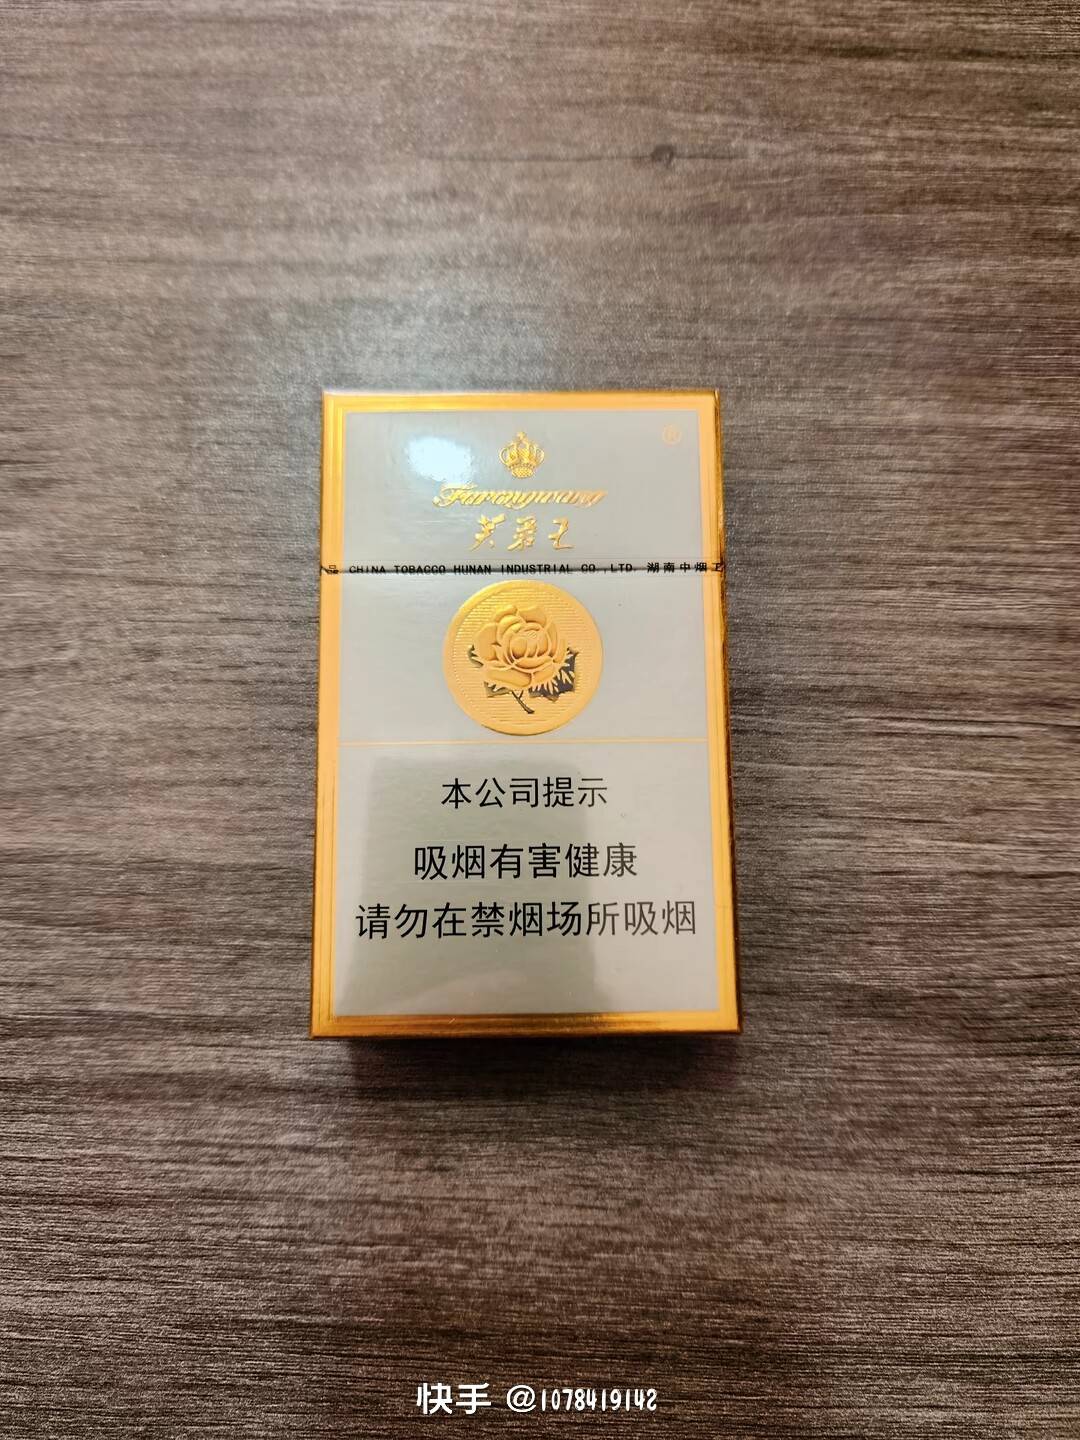 ®
Furongwang
芙蓉王
品 CHINA TOBACCO HUNAN INDUSTRIAL CO.,LTD. 湖南中烟工
本公司提示
吸烟有害健康
请勿在禁烟场所吸烟
快手 @1078419142